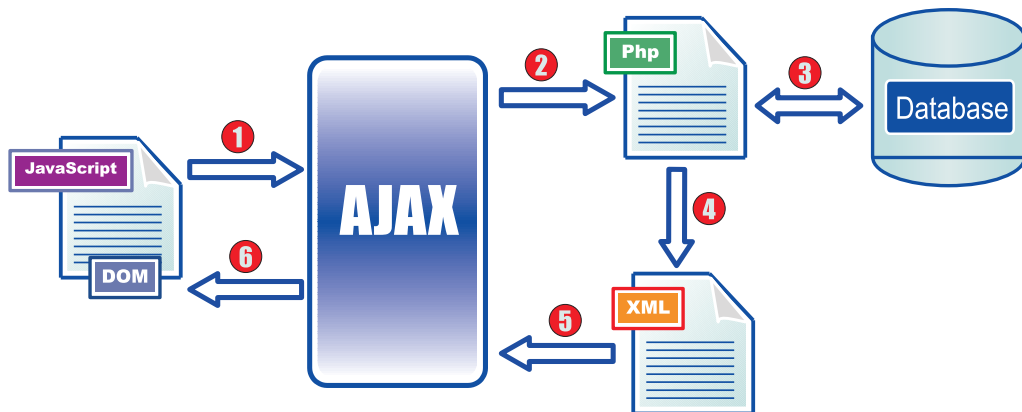 JavaScript
DOM
1
6
AJAX
2
Php
3
Database
4
XML
5